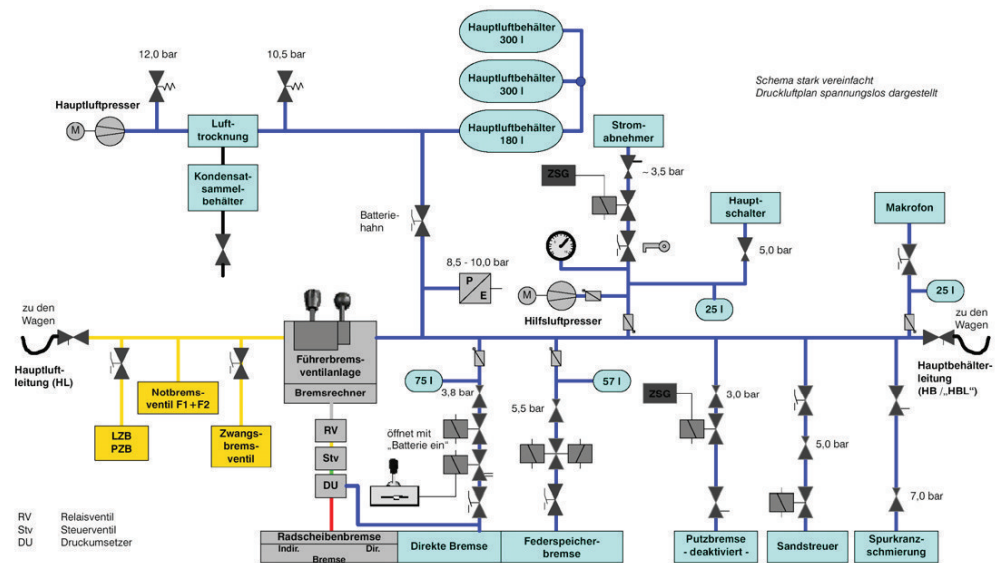 12,0 bar
10,5 bar
Hauptluftbehälter
300 l
Hauptluftbehälter
300 l
Hauptluftbehälter
180 l
Schema stark vereinfacht
Druckluftplan spannungslos dargestellt
Hauptluftpresser
M
Luft-
trocknung
Kondensat-
sammel-
behälter
Strom-
abnehmer
ZSG
~ 3,5 bar
Haupt-
schalter
5,0 bar
Makrofon
Batterie-
hahn
8,5 - 10,0 bar
P
E
M
Hilfsluftpresser
25 l
25 l
zu den
Wagen
Hauptluft-
leitung (HL)
Führerbrems-
ventilanlage
Bremsrechner
zu den
Wagen
Hauptbehälter-
leitung
(HB /„HBL“)
Notbrems-
ventil F1+F2
LZB
PZB
Zwangs-
brems-
ventil
RV
Stv
DU
öffnet mit
„Batterie ein“
75 l
3,8 bar
57 l
5,5 bar
ZSG
3,0 bar
5,0 bar
7,0 bar
RV Relaisventil
Stv Steuerventil
DU Druckumsetzer
Radscheibenbremse
Indir. Dir.
Bremse
Direkte Bremse
Federspeicher-
bremse
Putzbremse
- deaktiviert -
Sandstreuer
Spurkranz-
schmierung